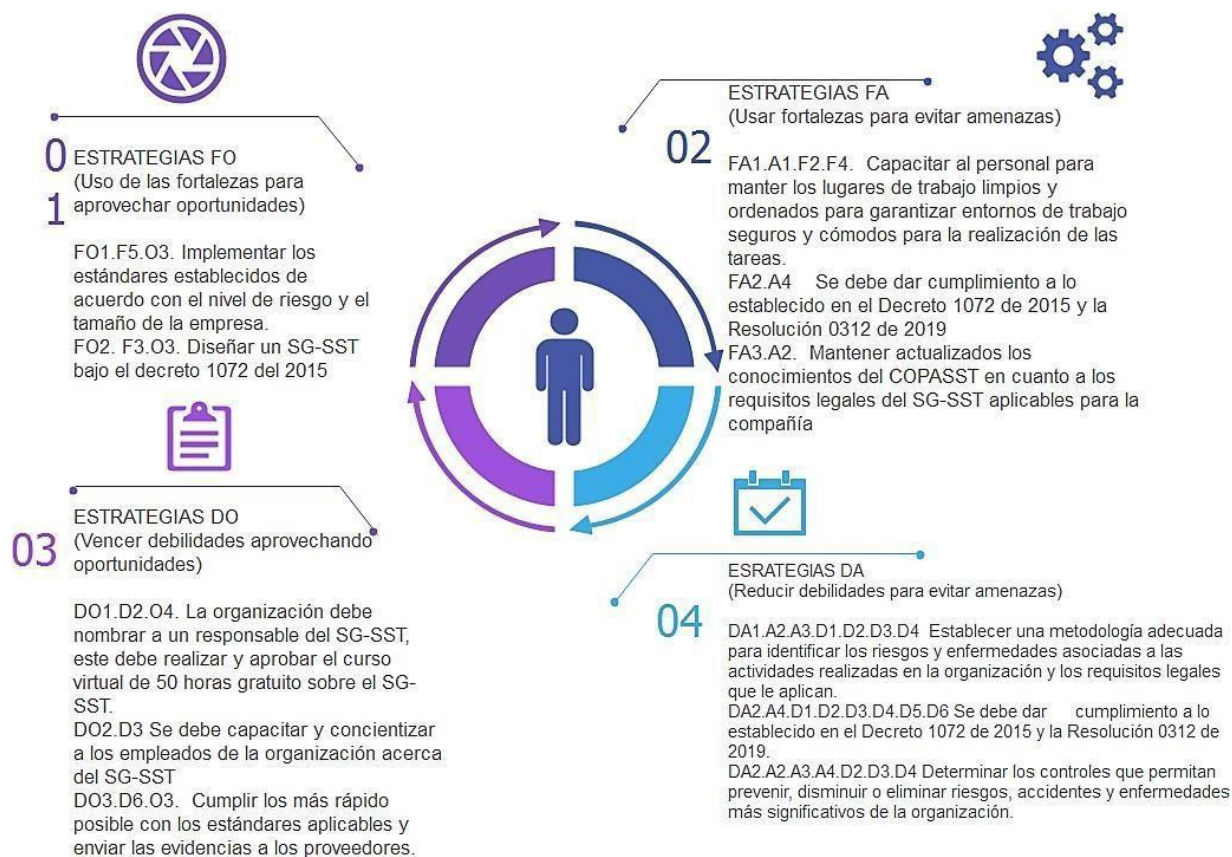 0
1
ESTRATEGIAS FO
(Uso de las fortalezas para
aprovechar oportunidades)
FO1.F5.O3. Implementar los
estándares establecidos de
acuerdo con el nivel de riesgo y el
tamaño de la empresa.
FO2. F3.O3. Diseñar un SG-SST
bajo el decreto 1072 del 2015
02
ESTRATEGIAS FA
(Usar fortalezas para evitar amenazas)
FA1.A1.F2.F4. Capacitar al personal para
manter los lugares de trabajo limpios y
ordenados para garantizar entornos de trabajo
seguros y cómodos para la realización de las
tareas.
FA2.A4 Se debe dar cumplimiento a lo
establecido en el Decreto 1072 de 2015 y la
Resolución 0312 de 2019
FA3.A2. Mantener actualizados los
conocimientos del COPASST en cuanto a los
requisitos legales del SG-SST aplicables para la
compañía
03
ESTRATEGIAS DO
(Vencer debilidades aprovechando
oportunidades)
DO1.D2.O4. La organización debe
nombrar a un responsable del SG-SST,
este debe realizar y aprobar el curso
virtual de 50 horas gratuito sobre el SG-
SST.
DO2.D3 Se debe capacitar y concientizar
a los empleados de la organización acerca
del SG-SST
DO3.D6.O3. Cumplir los más rápido
posible con los estándares aplicables y
enviar las evidencias a los proveedores.
04
ESRATEGIAS DA
(Reducir debilidades para evitar amenazas)
DA1.A2.A3.D1.D2.D3.D4 Establecer una metodología adecuada
para identificar los riesgos y enfermedades asociadas a las
actividades realizadas en la organización y los requisitos legales
que le aplican.
DA2.A4.D1.D2.D3.D4.D5.D6 Se debe dar cumplimiento a lo
establecido en el Decreto 1072 de 2015 y la Resolución 0312 de
2019.
DA2.A2.A3.A4.D2.D3.D4 Determinar los controles que permitan
prevenir, disminuir o eliminar riesgos, accidentes y enfermedades
más significativos de la organización.